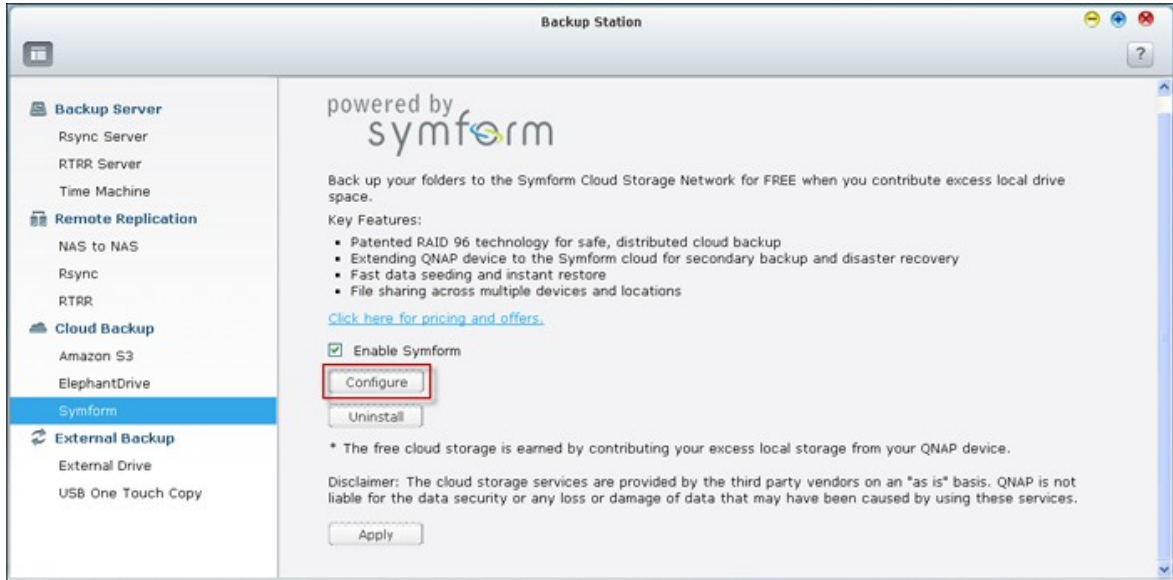 Backup Station
?
Backup Server
Rsync Server
RTRR Server
Time Machine
Remote Replication
NAS to NAS
Rsync
RTRR
Cloud Backup
Amazon S3
ElephantDrive
Symform
External Backup
External Drive
USB One Touch Copy
powered by
symform
Back up your folders to the Symform Cloud Storage Network for FREE when you contribute excess local drive
space.
Key Features:
▪ Patented RAID 96 technology for safe, distributed cloud backup
▪ Extending QNAP device to the Symform cloud for secondary backup and disaster recovery
▪ Fast data seeding and instant restore
▪ File sharing across multiple devices and locations
Click here for pricing and offers.
Enable Symform
Configure
Uninstall
* The free cloud storage is earned by contributing your excess local storage from your QNAP device.
Disclaimer: The cloud storage services are provided by the third party vendors on an "as is" basis. QNAP is not
liable for the data security or any loss or damage of data that may have been caused by using these services.
Apply